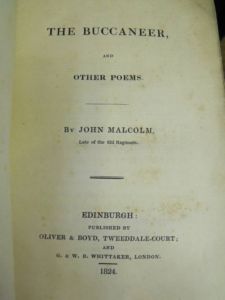 THE BUCCANEER,
AND
OTHER POEMS.
BY JOHN MALCOLM,
Late of the 42d Regiment.
EDINBURGH:
PUBLISHED BY
OLIVER & BOYD, TWEEDDALE-COURT;
AND
G. & W. B. WHITTAKER, LONDON.
1824.